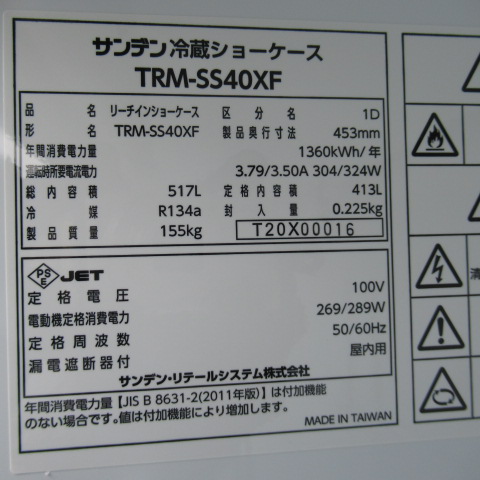 サンデン冷蔵ショーケース
TRM-SS40XF
品名 リーチインショーケース 区分名 1D
形名 TRM-SS40XF 製品奥行寸法 453mm
年間消費電力量 1360kWh/年
運転時所要電流電力 3.79/3.50A 304/324W
総内容積 517L 定格内容積 413L
冷媒 R134a 封入量 0.225kg
製品質量 155kg T20X00016
PSE JET
定格電圧 100V
電動機定格消費電力 269/289W
定格周波数 50/60Hz
漏電遮断器付 屋内用
サンデン・リテールシステム株式会社
年間消費電力量【JIS B 8631-2(2011年版)】は付加機能
のない場合です。値は付加機能により増加します。
MADE IN TAIWAN